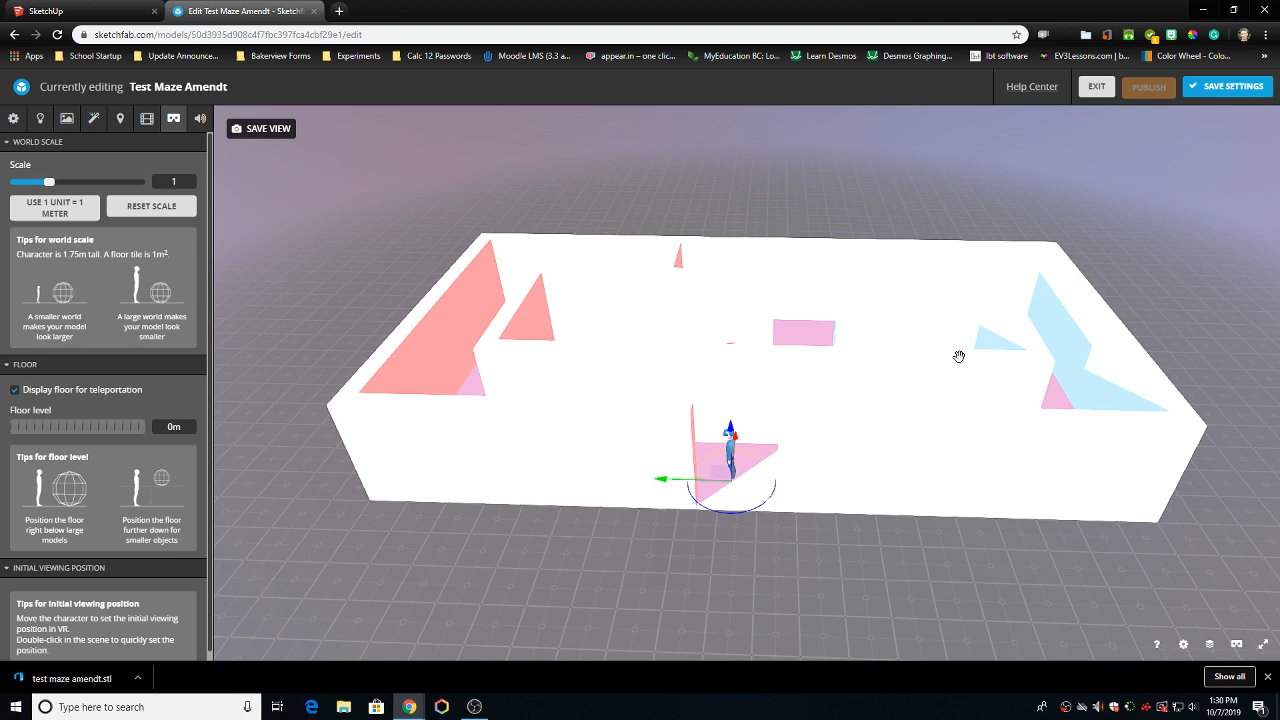 SketchUp
Edit Test Maze Amendt - Sketchf
sketchfab.com/models/50d3935d908c4f7fbc397fca4cbf29e1/edit
Apps
School Startup
Update Announce...
Bakeview Forms
Experiments
Calc 12 Passwords
Moodle LMS (3.3 a...
appear.in – one clic...
MyEducation BC: Lo...
Learn Desmos
Desmos Graphing...
lbt software
EV3Lessons.com | b...
Color Wheel - Colo...
Currently editing Test Maze Amendt
Help Center
EXIT
PUBLISH
SAVE SETTINGS
SAVE VIEW
WORLD SCALE
Scale
1
USE 1 UNIT = 1
METER
RESET SCALE
Tips for world scale
Character is 1.75m tall. A floor tile is 1m².
A smaller world
makes your model
look larger
A large world makes
your model look
smaller
FLOOR
Display floor for teleportation
Floor level
0m
Tips for floor level
Position the floor
right below large
models
Position the floor
further down for
smaller objects
INITIAL VIEWING POSITION
Tips for initial viewing position
Move the character to set the initial viewing
position in VR.
Double-click in the scene to quickly set the
position.
test maze amendt.stl
Show all
Type here to search
1:30 PM
10/7/2019